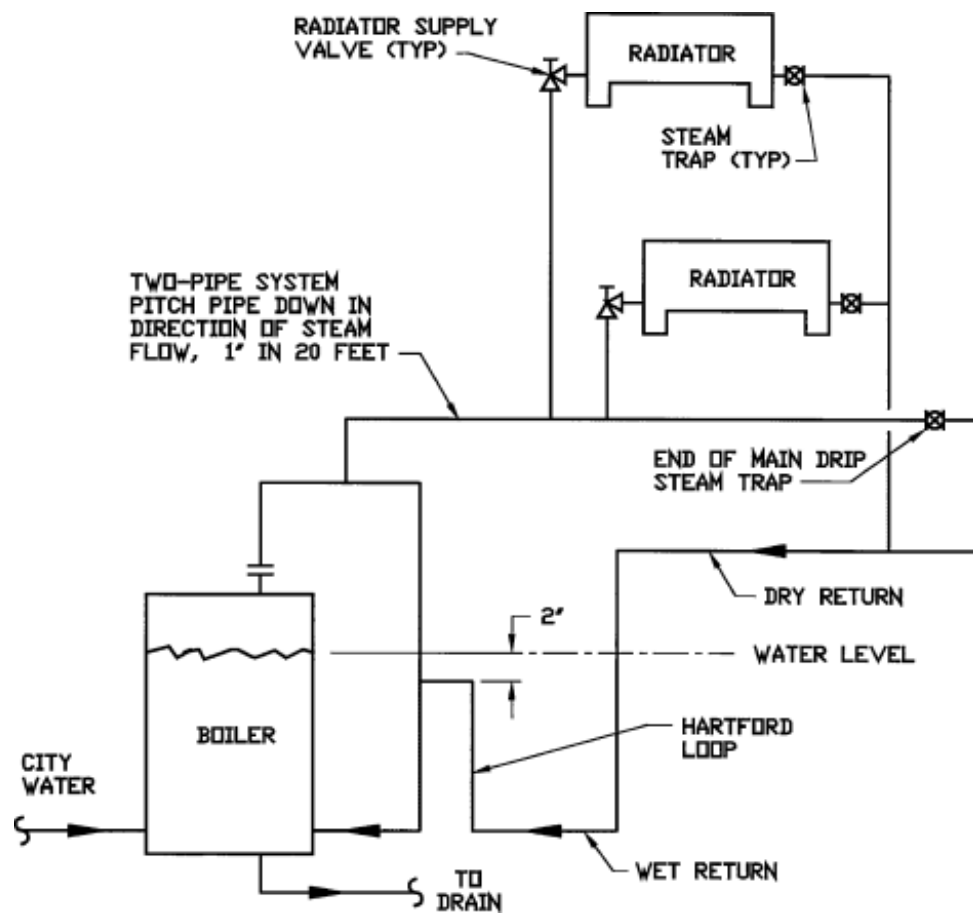 RADIATOR SUPPLY
VALVE (TYP)
RADIATOR
STEAM
TRAP (TYP)
RADIATOR
TWO-PIPE SYSTEM
PITCH PIPE DOWN IN
DIRECTION OF STEAM
FLOW, 1" IN 20 FEET
END OF MAIN DRIP
STEAM TRAP
DRY RETURN
2"
WATER LEVEL
BOILER
HARTFORD
LOOP
CITY
WATER
WET RETURN
TO
DRAIN